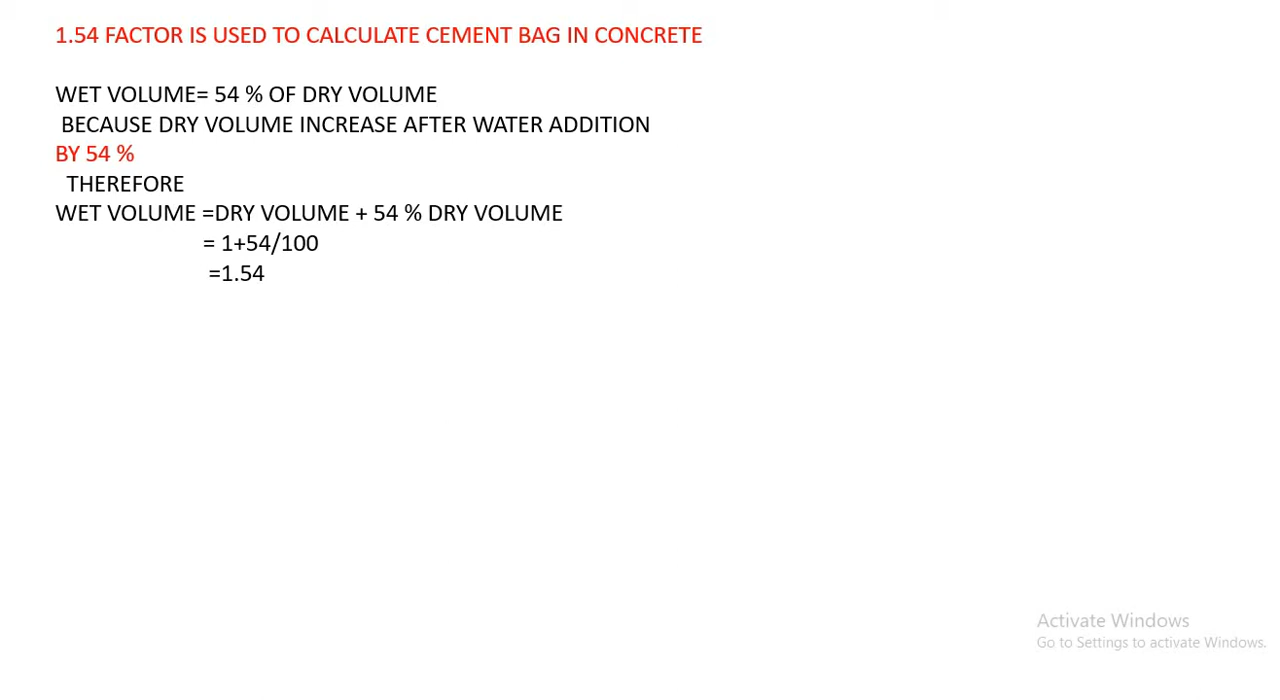 1.54 FACTOR IS USED TO CALCULATE CEMENT BAG IN CONCRETE
WET VOLUME= 54 % OF DRY VOLUME
BECAUSE DRY VOLUME INCREASE AFTER WATER ADDITION
BY 54 %
THEREFORE
WET VOLUME =DRY VOLUME + 54 % DRY VOLUME
= 1+54/100
=1.54
Activate Windows
Go to Settings to activate Windows.